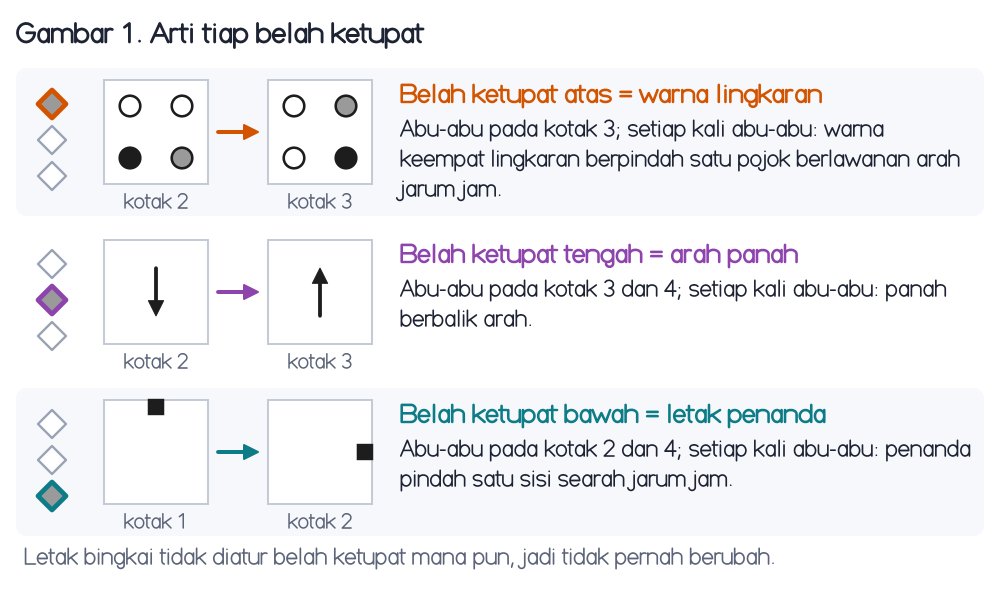 Gambar 1. Arti tiap belah ketupat
kotak 2
kotak 3
Belah ketupat atas = warna lingkaran
Abu-abu pada kotak 3; setiap kali abu-abu: warna
keempat lingkaran berpindah satu pojok berlawanan arah
jarum jam.
kotak 2
kotak 3
Belah ketupat tengah = arah panah
Abu-abu pada kotak 3 dan 4; setiap kali abu-abu: panah
berbalik arah.
kotak 1
kotak 2
Belah ketupat bawah = letak penanda
Abu-abu pada kotak 2 dan 4; setiap kali abu-abu: penanda
pindah satu sisi searah jarum jam.
Letak bingkai tidak diatur belah ketupat mana pun, jadi tidak pernah berubah.